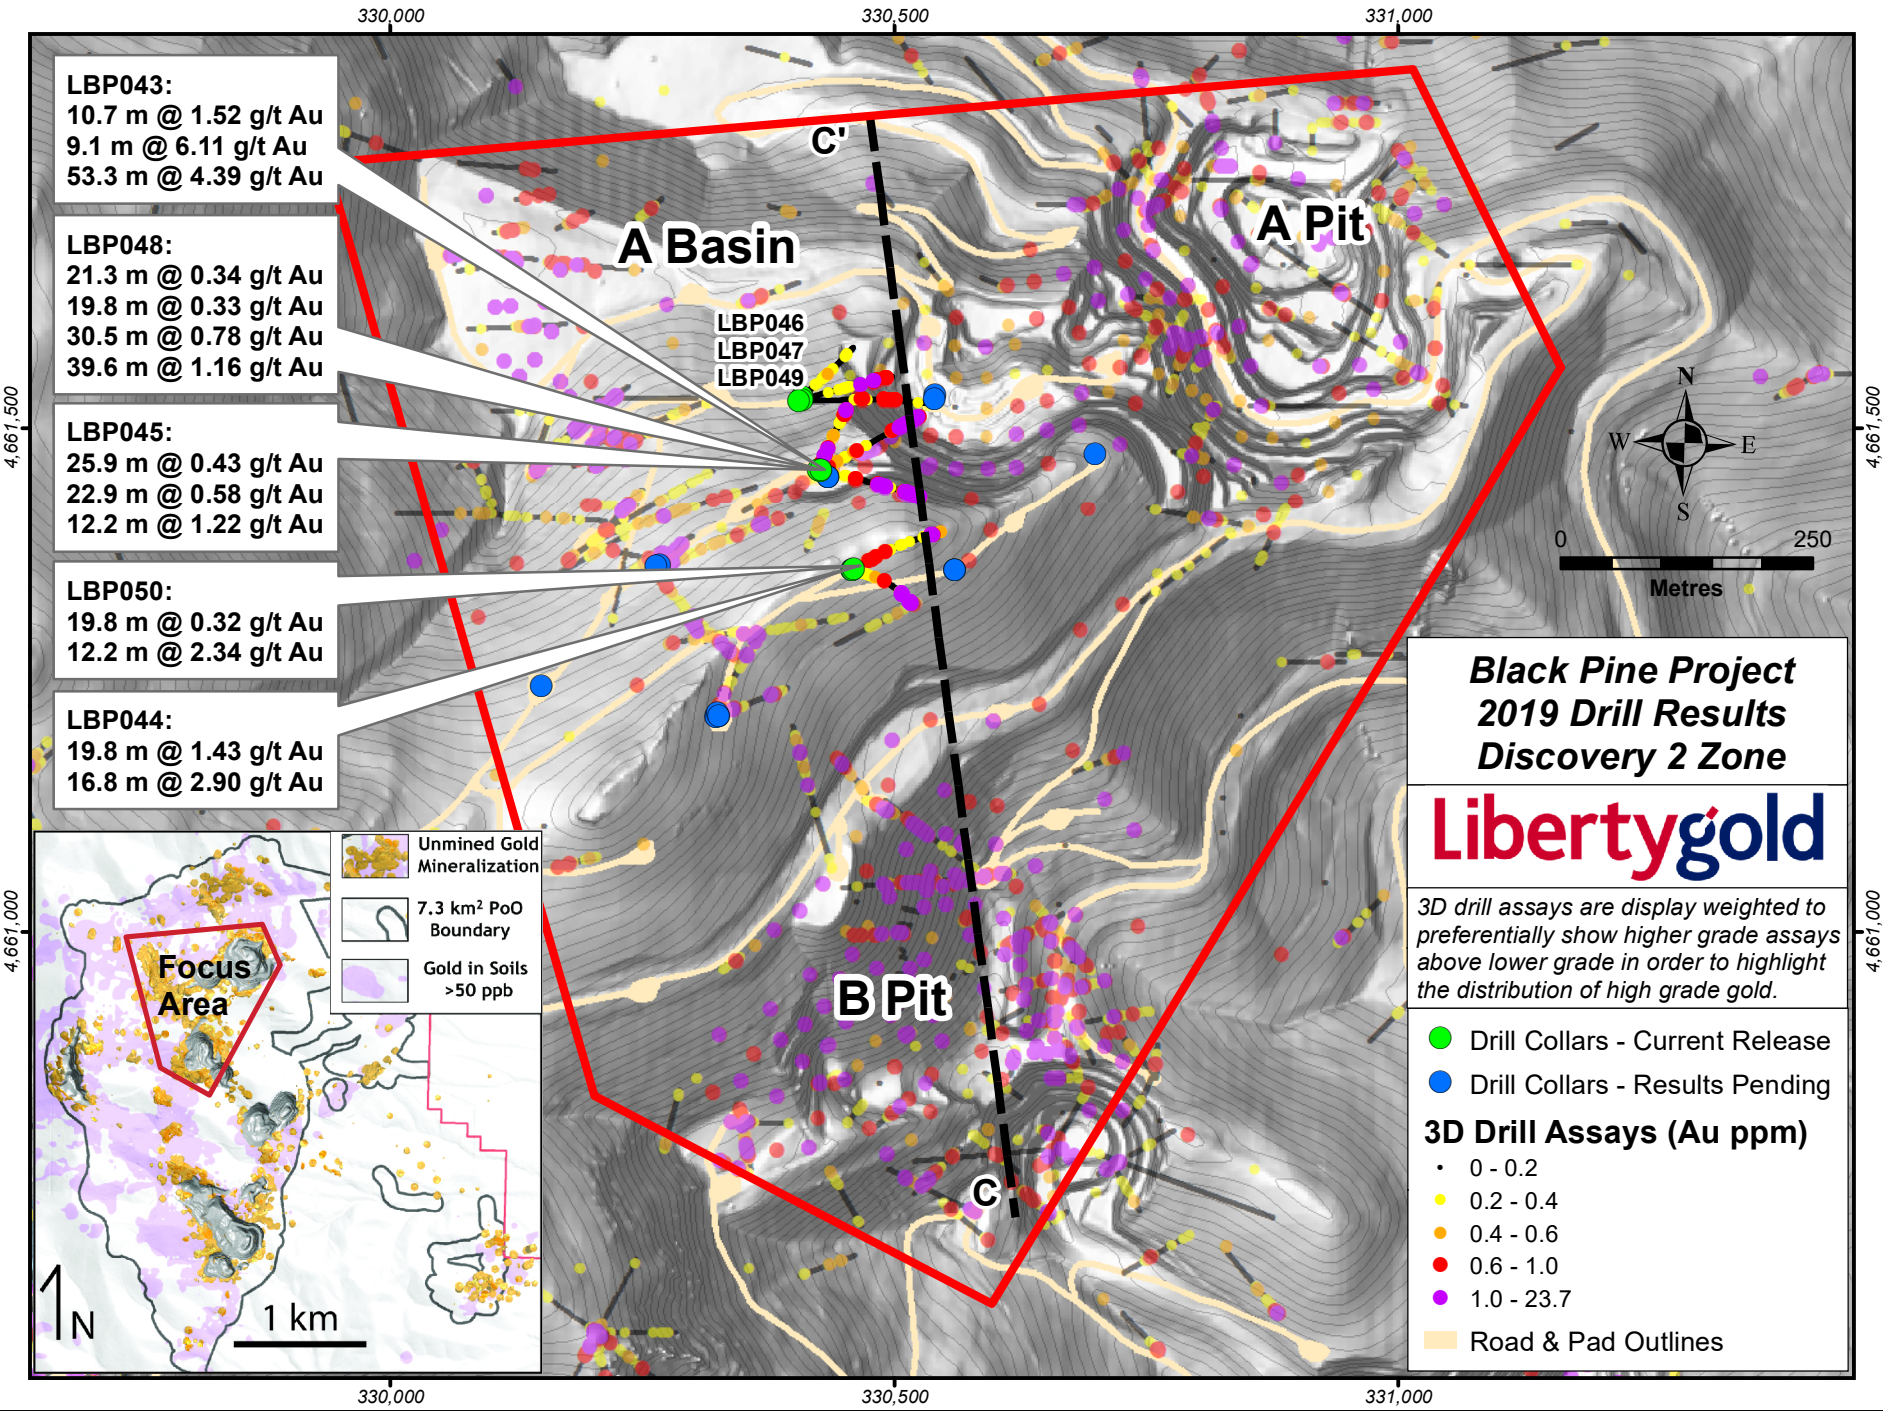 330,000
330,500
331,000
LBP043:
10.7 m @ 1.52 g/t Au
9.1 m @ 6.11 g/t Au
53.3 m @ 4.39 g/t Au
LBP048:
21.3 m @ 0.34 g/t Au
19.8 m @ 0.33 g/t Au
30.5 m @ 0.78 g/t Au
39.6 m @ 1.16 g/t Au
LBP045:
25.9 m @ 0.43 g/t Au
22.9 m @ 0.58 g/t Au
12.2 m @ 1.22 g/t Au
LBP050:
19.8 m @ 0.32 g/t Au
12.2 m @ 2.34 g/t Au
LBP044:
19.8 m @ 1.43 g/t Au
16.8 m @ 2.90 g/t Au
C'
A Basin
A Pit
LBP046
LBP047
LBP049
B Pit
C
4,661,500
4,661,000
4,661,500
4,661,000
N
W
E
S
0
250
Metres
Black Pine Project
2019 Drill Results
Discovery 2 Zone
Libertygold
3D drill assays are display weighted to
preferentially show higher grade assays
above lower grade in order to highlight
the distribution of high grade gold.
Drill Collars - Current Release
Drill Collars - Results Pending
3D Drill Assays (Au ppm)
0 - 0.2
0.2 - 0.4
0.4 - 0.6
0.6 - 1.0
1.0 - 23.7
Road & Pad Outlines
Unmined Gold
Mineralization
7.3 km² PoO
Boundary
Gold in Soils
>50 ppb
Focus
Area
N
1 km
330,000
330,500
331,000